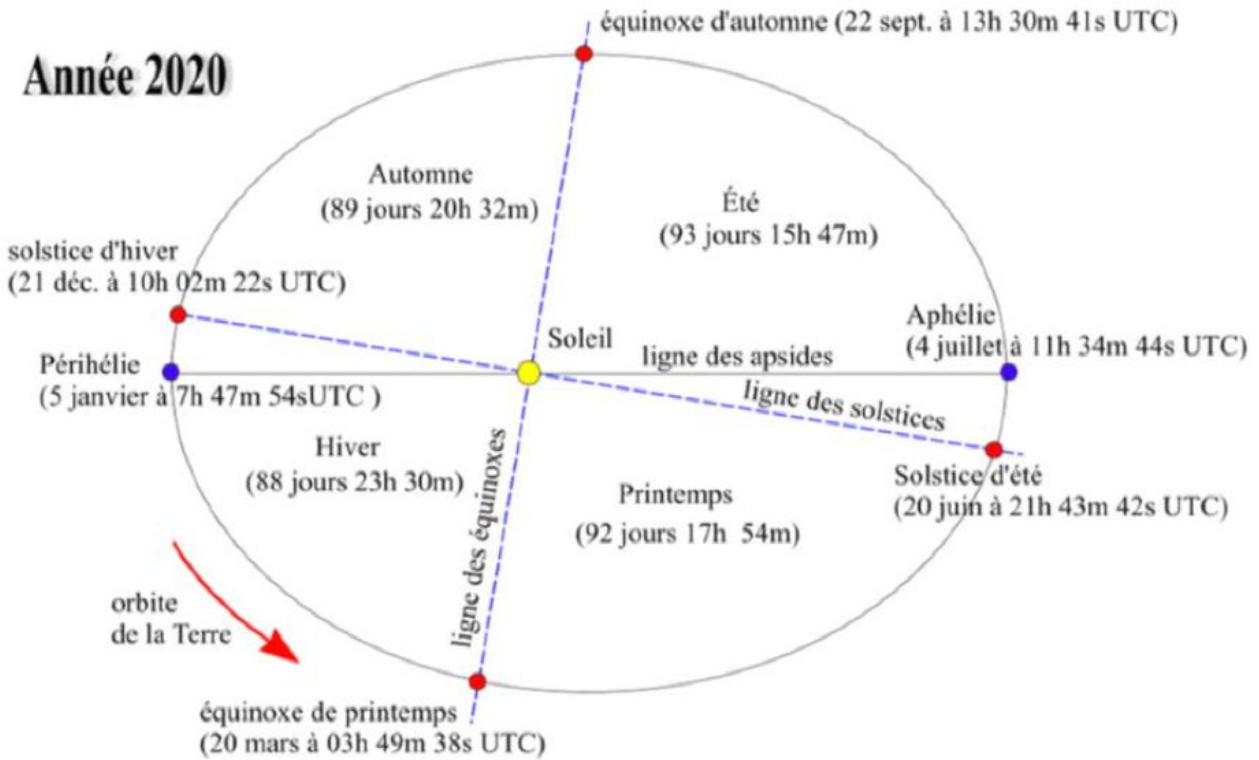 équinoxe d'automne (22 sept. à 13h 30m 41s UTC)
Année 2020
Automne
(89 jours 20h 32m)
Été
(93 jours 15h 47m)
solstice d'hiver
(21 déc. à 10h 02m 22s UTC)
Aphélie
(4 juillet à 11h 34m 44s UTC)
Soleil
ligne des apsides
Périhélie
(5 janvier à 7h 47m 54sUTC )
ligne des solstices
Hiver
(88 jours 23h 30m)
ligne des équinoxes
Printemps
(92 jours 17h 54m)
Solstice d'été
(20 juin à 21h 43m 42s UTC)
orbite
de la Terre
équinoxe de printemps
(20 mars à 03h 49m 38s UTC)